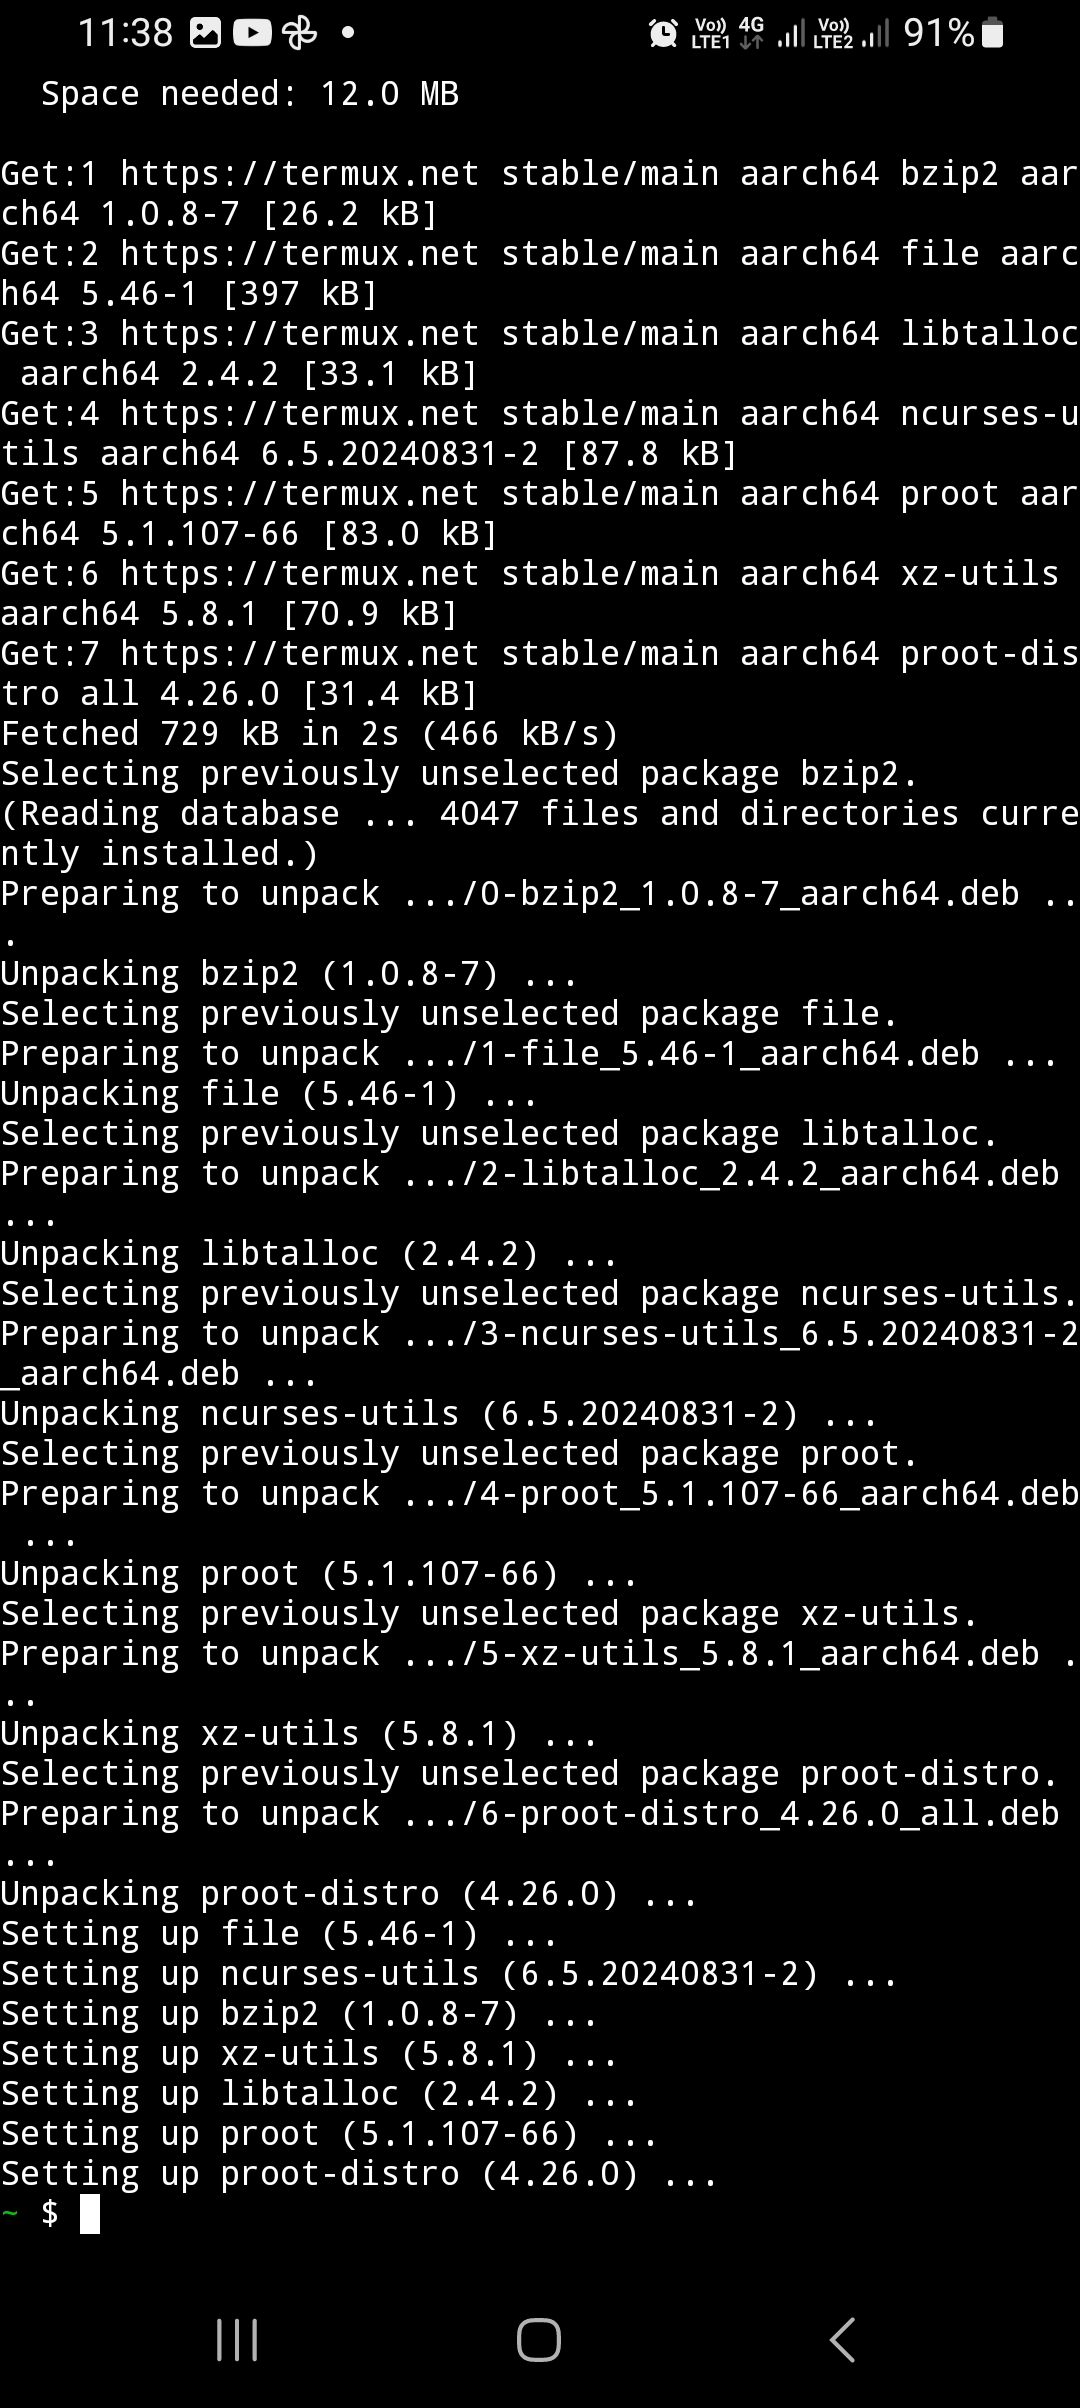 11:38 Vo)) LTE1 4G Vo)) LTE2 91%
Space needed: 12.0 MB
Get:1 https://termux.net stable/main aarch64 bzip2 aar
ch64 1.0.8-7 [26.2 kB]
Get:2 https://termux.net stable/main aarch64 file aarc
h64 5.46-1 [397 kB]
Get:3 https://termux.net stable/main aarch64 libtalloc
 aarch64 2.4.2 [33.1 kB]
Get:4 https://termux.net stable/main aarch64 ncurses-u
tils aarch64 6.5.20240831-2 [87.8 kB]
Get:5 https://termux.net stable/main aarch64 proot aar
ch64 5.1.107-66 [83.0 kB]
Get:6 https://termux.net stable/main aarch64 xz-utils
aarch64 5.8.1 [70.9 kB]
Get:7 https://termux.net stable/main aarch64 proot-dis
tro all 4.26.0 [31.4 kB]
Fetched 729 kB in 2s (466 kB/s)
Selecting previously unselected package bzip2.
(Reading database ... 4047 files and directories curre
ntly installed.)
Preparing to unpack .../0-bzip2_1.0.8-7_aarch64.deb ..
.
Unpacking bzip2 (1.0.8-7) ...
Selecting previously unselected package file.
Preparing to unpack .../1-file_5.46-1_aarch64.deb ...
Unpacking file (5.46-1) ...
Selecting previously unselected package libtalloc.
Preparing to unpack .../2-libtalloc_2.4.2_aarch64.deb
...
Unpacking libtalloc (2.4.2) ...
Selecting previously unselected package ncurses-utils.
Preparing to unpack .../3-ncurses-utils_6.5.20240831-2
_aarch64.deb ...
Unpacking ncurses-utils (6.5.20240831-2) ...
Selecting previously unselected package proot.
Preparing to unpack .../4-proot_5.1.107-66_aarch64.deb
 ...
Unpacking proot (5.1.107-66) ...
Selecting previously unselected package xz-utils.
Preparing to unpack .../5-xz-utils_5.8.1_aarch64.deb .
..
Unpacking xz-utils (5.8.1) ...
Selecting previously unselected package proot-distro.
Preparing to unpack .../6-proot-distro_4.26.0_all.deb
...
Unpacking proot-distro (4.26.0) ...
Setting up file (5.46-1) ...
Setting up ncurses-utils (6.5.20240831-2) ...
Setting up bzip2 (1.0.8-7) ...
Setting up xz-utils (5.8.1) ...
Setting up libtalloc (2.4.2) ...
Setting up proot (5.1.107-66) ...
Setting up proot-distro (4.26.0) ...
~ $